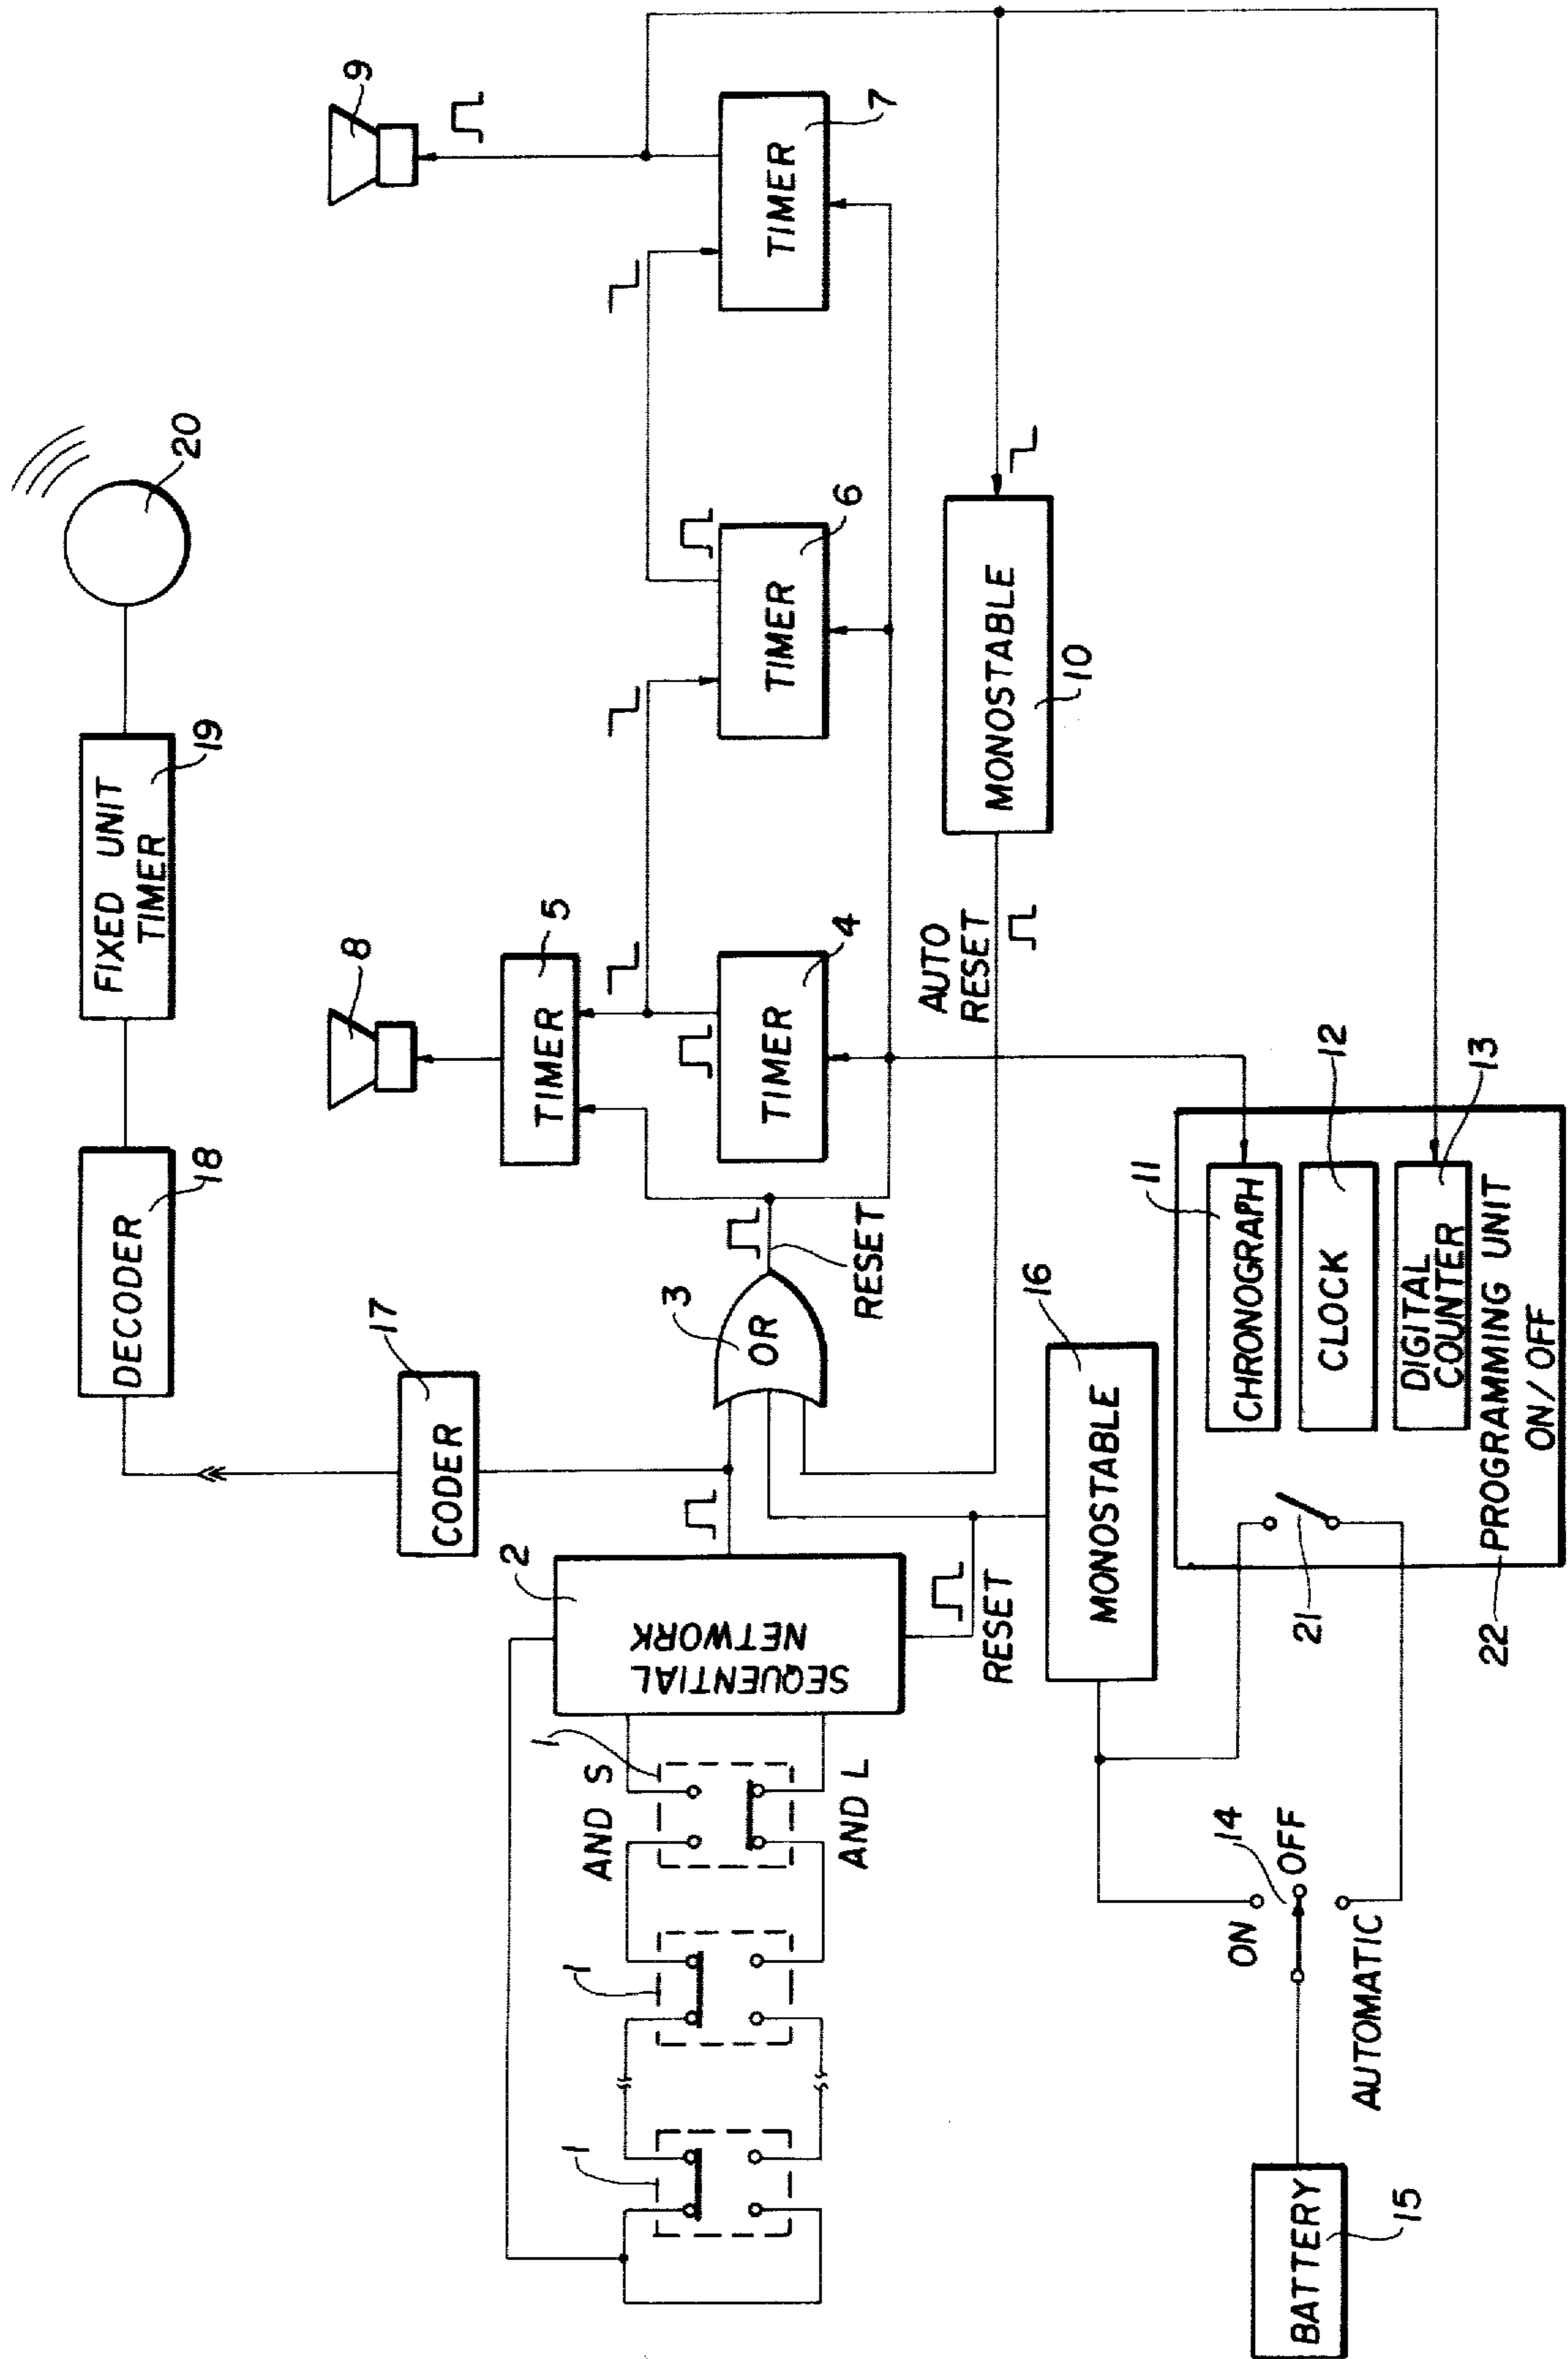 FIXED UNIT
TIMER
19
20
DECODER
18
CODER
17
8
TIMER
5
9
TIMER
4
TIMER
6
TIMER
7
OR
3
RESET
SEQUENTIAL
NETWORK
2
AND S
AND L
1
1
1
RESET
AUTO
RESET
MONOSTABLE
10
MONOSTABLE
16
CHRONOGRAPH
11
CLOCK
12
DIGITAL
COUNTER
13
PROGRAMMING UNIT
ON/OFF
22
21
ON
OFF
14
AUTOMATIC
BATTERY
15